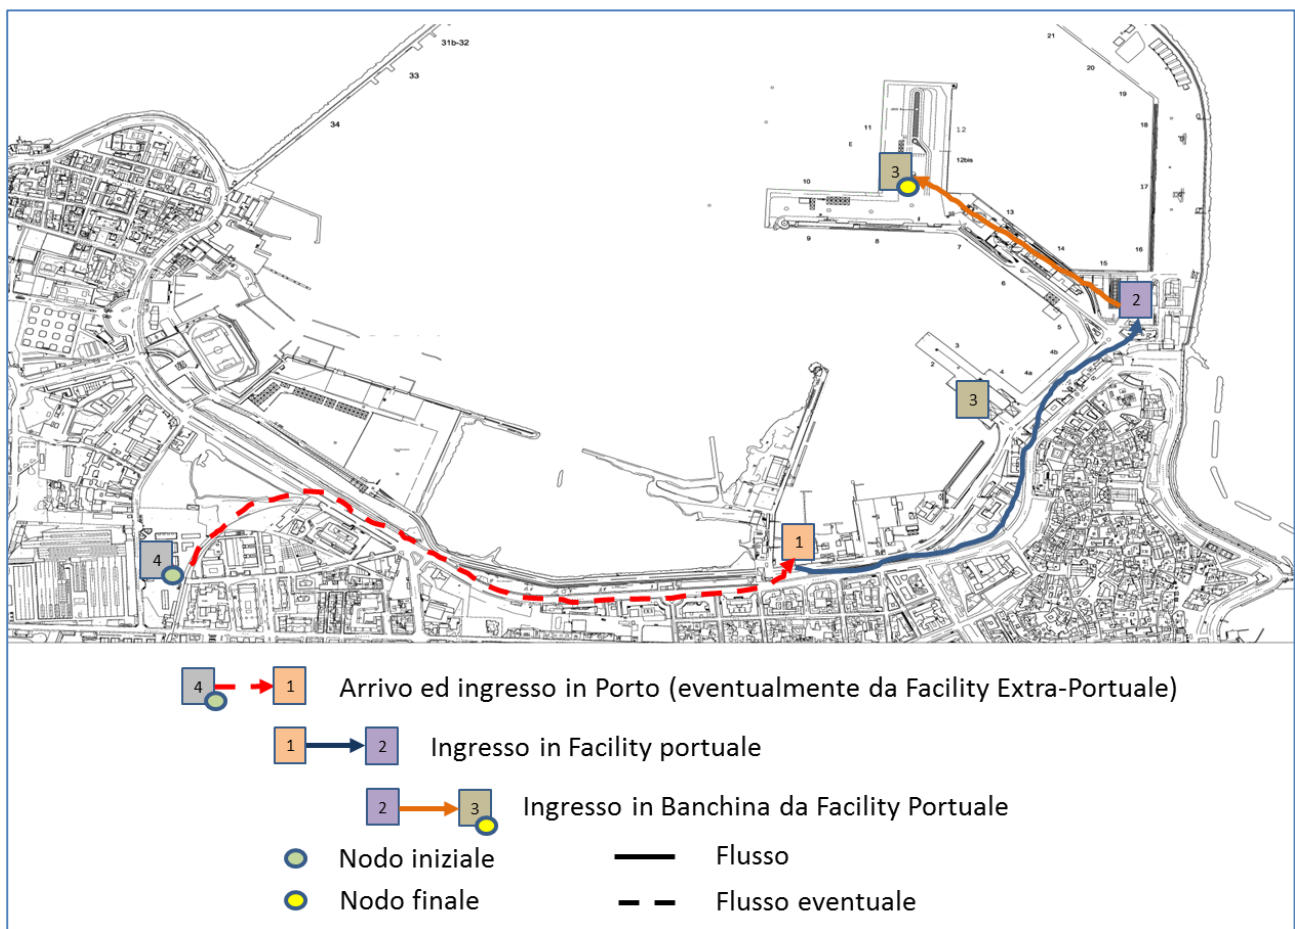 31b-32
33
34
21
20
19
18
17
16
15
14
13
12
12bis
11
E
10
9
8
7
6
5
4b
4a
4
3
2
3
2
3
1
4
4 1 Arrivo ed ingresso in Porto (eventualmente da Facility Extra-Portuale)
1 2 Ingresso in Facility portuale
2 3 Ingresso in Banchina da Facility Portuale
Nodo iniziale Flusso
Nodo finale Flusso eventuale